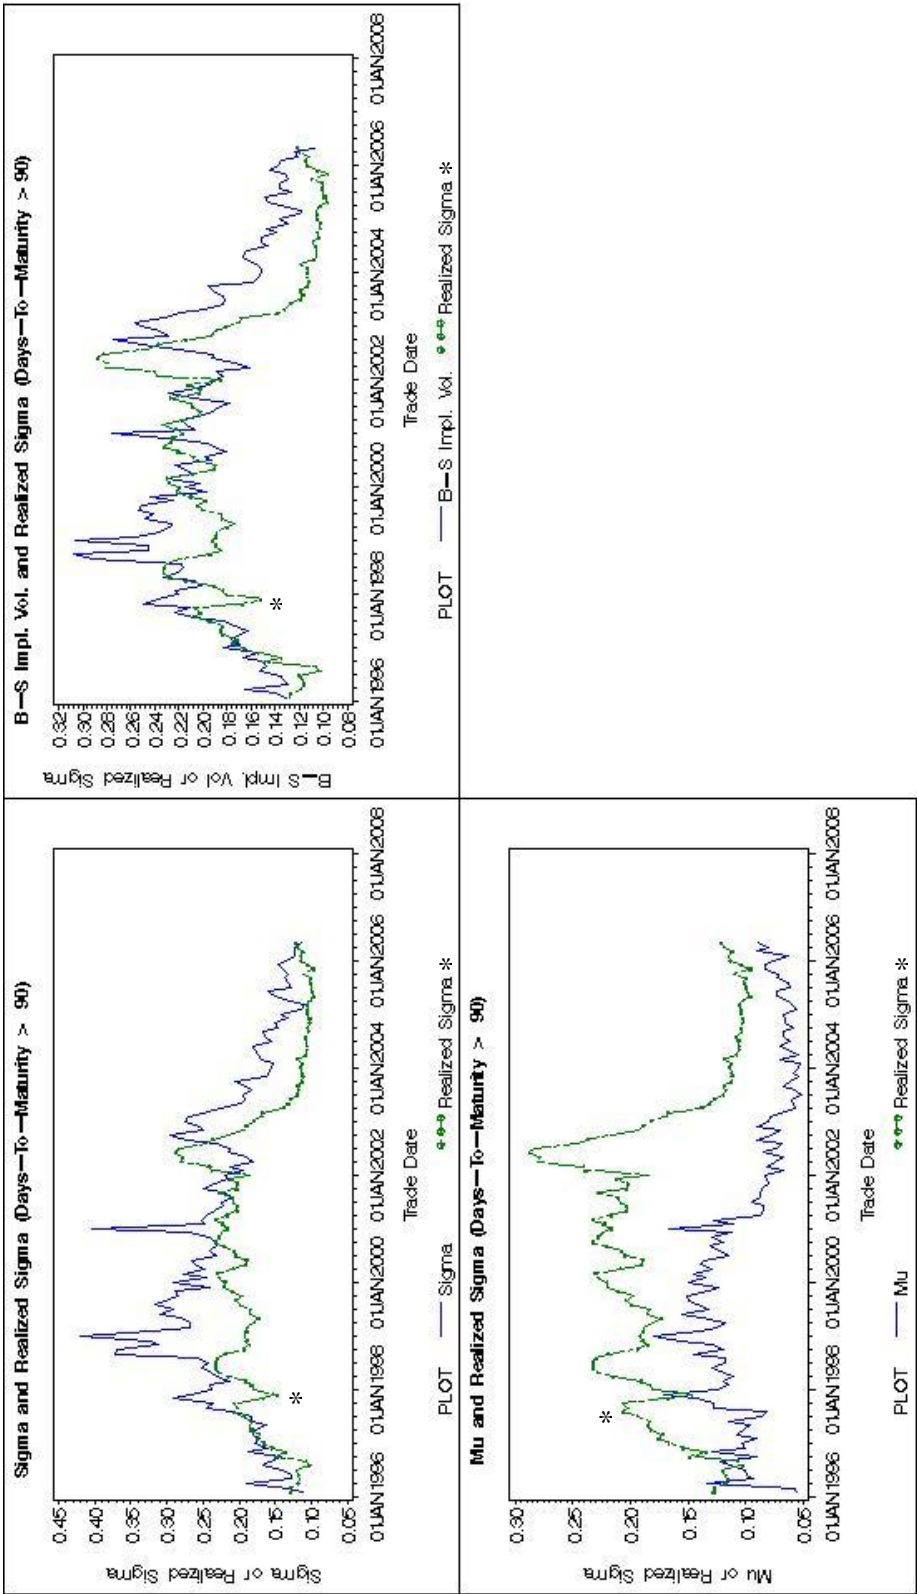 Sigma and Realized Sigma (Days-To-Maturity > 90)
Sigma or Realized Sigma
0.45
0.40
0.35
0.30
0.25
0.20
0.15
0.10
0.05
*
01JAN1996 01JAN1998 01JAN2000 01JAN2002 01JAN2004 01JAN2006 01JAN2008
Trade Date
PLOT Sigma Realized Sigma *
B-S Impl. Vol. and Realized Sigma (Days-To-Maturity > 90)
B-S Impl. Vol or Realized Sigma
0.32
0.30
0.28
0.26
0.24
0.22
0.20
0.18
0.16
0.14
0.12
0.10
0.08
*
01JAN1996 01JAN1998 01JAN2000 01JAN2002 01JAN2004 01JAN2006 01JAN2008
Trade Date
PLOT B-S Impl. Vol. Realized Sigma *
Mu and Realized Sigma (Days-To-Maturity > 90)
Mu or Realized Sigma
0.30
0.25
0.20
0.15
0.10
0.05
*
01JAN1996 01JAN1998 01JAN2000 01JAN2002 01JAN2004 01JAN2006 01JAN2008
Trade Date
PLOT Mu Realized Sigma *